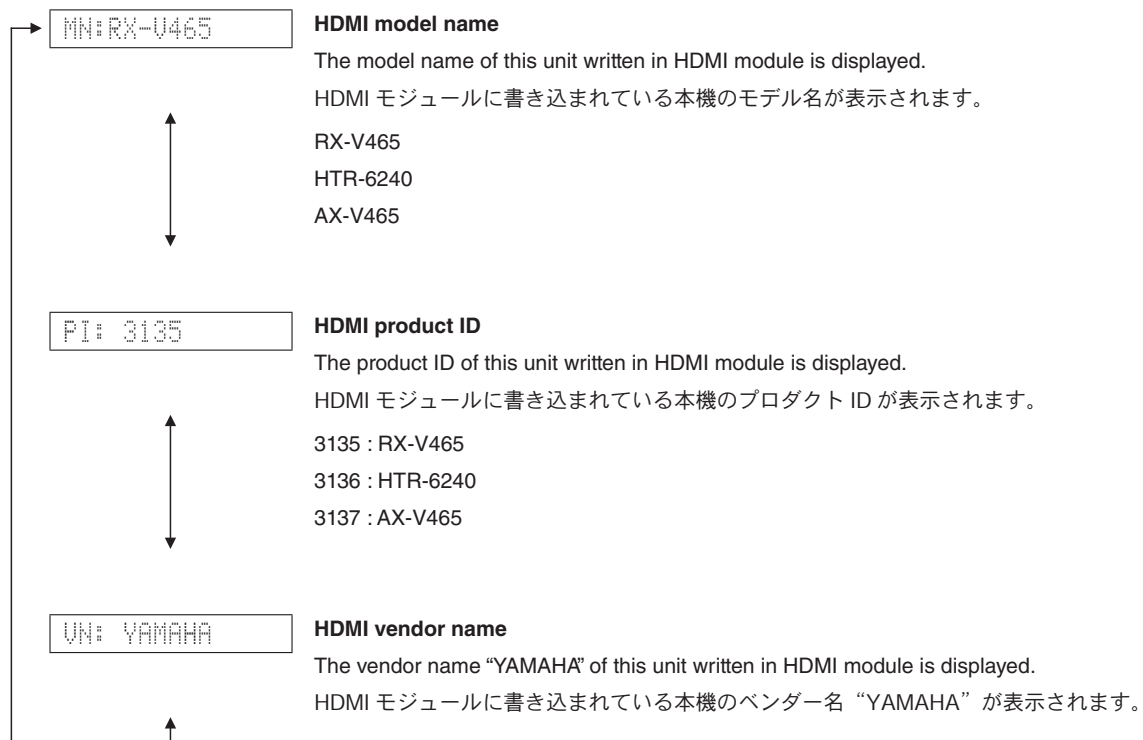 MN:RX-V465
HDMI model name
The model name of this unit written in HDMI module is displayed.
HDMI モジュールに書き込まれている本機のモデル名が表示されます。
RX-V465
HTR-6240
AX-V465
PI: 3135
HDMI product ID
The product ID of this unit written in HDMI module is displayed.
HDMI モジュールに書き込まれている本機のプロダクト ID が表示されます。
3135 : RX-V465
3136 : HTR-6240
3137 : AX-V465
VN: YAMAHA
HDMI vendor name
The vendor name “YAMAHA” of this unit written in HDMI module is displayed.
HDMI モジュールに書き込まれている本機のベンダー名“YAMAHA”が表示されます。